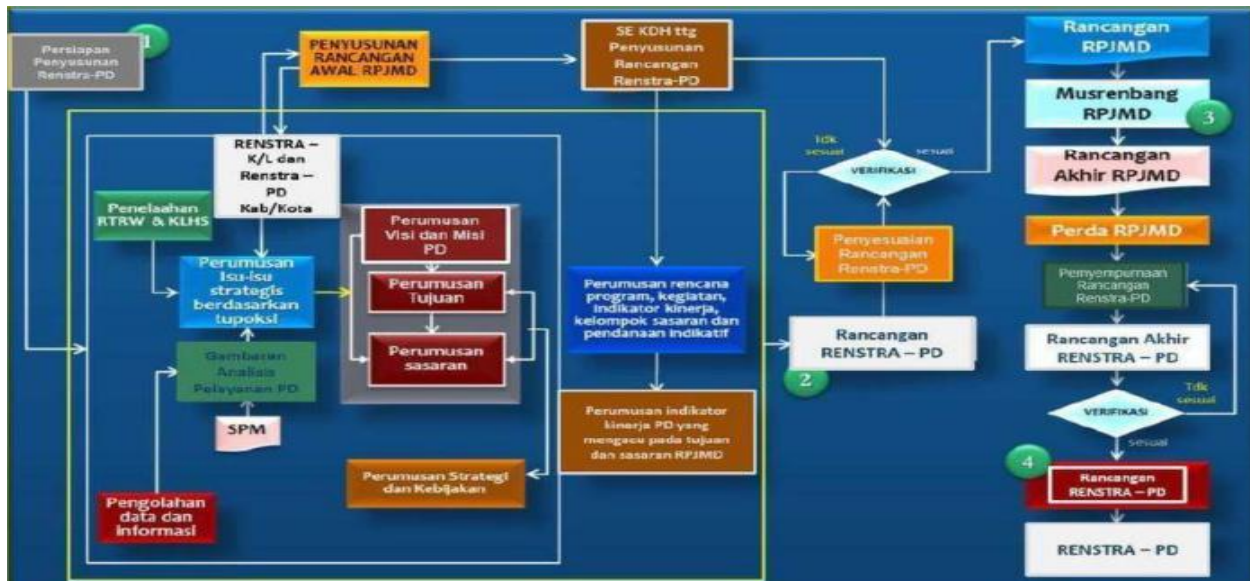 1
Persiapan
Penyusunan
Renstra-PD
PENYUSUNAN
RANCANGAN
AWAL RPJMD
SE KDH ttg
Penyusunan
Rancangan
Renstra-PD
Rancangan
RPJMD
Musrenbang
RPJMD
3
Rancangan
Akhir RPJMD
Perda RPJMD
Penyempurnaan
Rancangan
Renstra-PD
Rancangan Akhir
RENSTRA – PD
Tdk
sesuai
VERIFIKASI
sesuai
4
Rancangan
RENSTRA – PD
RENSTRA – PD
RENSTRA –
K/L dan
Renstra –
PD
Kab/Kota
Penelaahan
RTRW & KLHS
Perumusan
Isu-isu
strategis
berdasarkan
tupoksi
Gambaran
Analisis
Pelayanan PD
SPM
Pengolahan
data dan
informasi
Perumusan
Visi dan Misi
PD
Perumusan
Tujuan
Perumusan
sasaran
Perumusan Strategi
dan Kebijakan
Perumusan rencana
program, kegiatan,
indikator kinerja,
kelompok sasaran dan
pendanaan indikatif
Perumusan indikator
kinerja PD yang
mengacu pada tujuan
dan sasaran RPJMD
Tdk
sesuai
sesuai
VERIFIKASI
Penyesuaian
Rancangan
Renstra-PD
Rancangan
RENSTRA – PD
2